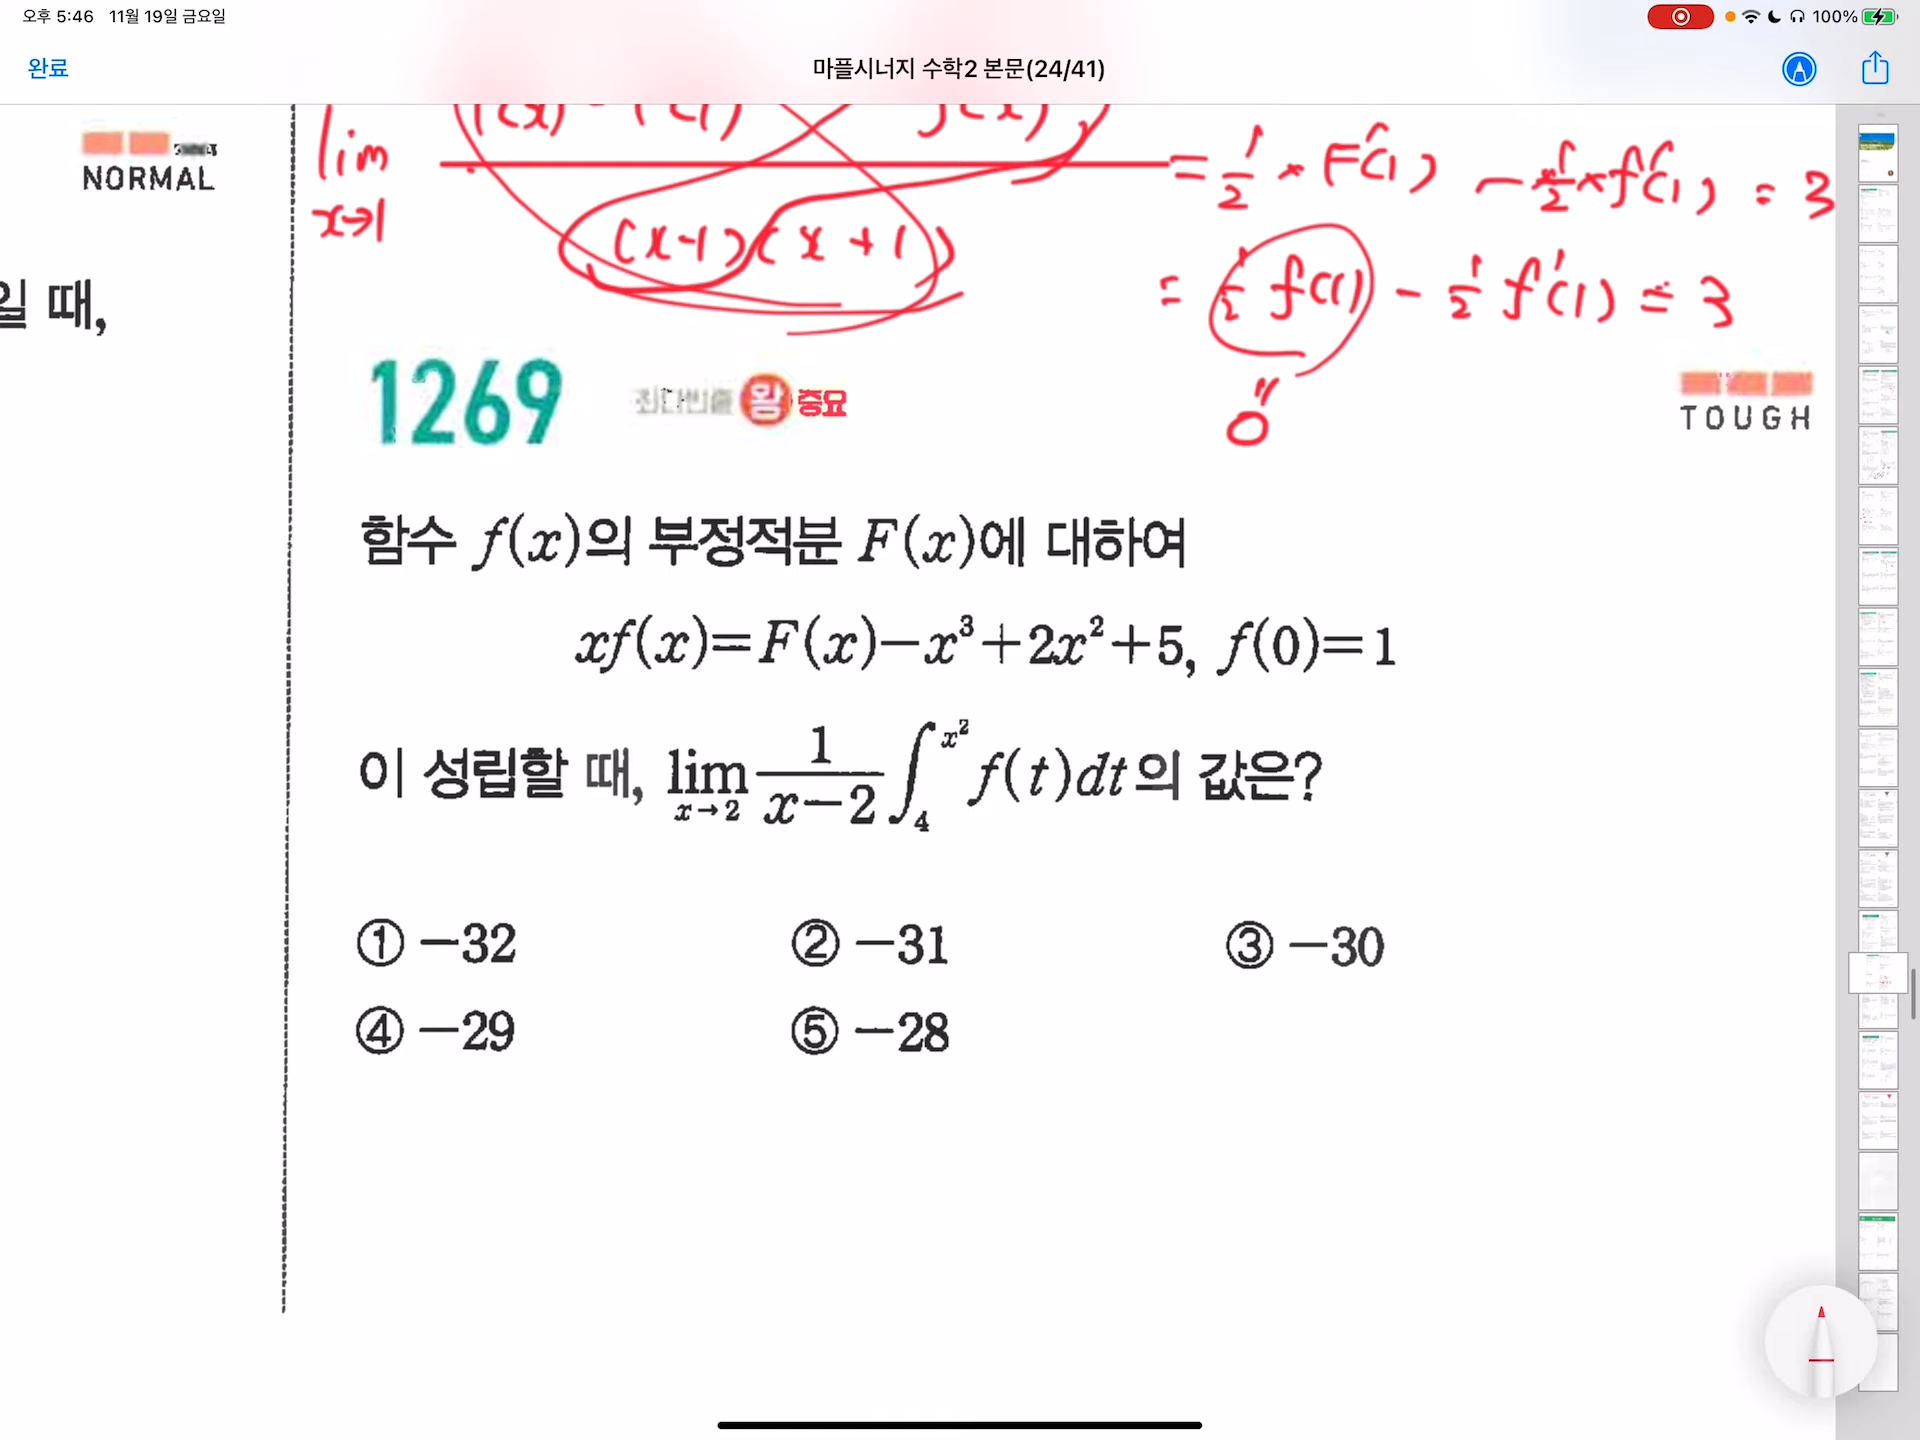 오후 5:46 11월 19일 금요일
100%
완료
마플시너지 수학2 본문(24/41)
NORMAL
lim
x→1
(x-1)(x+1)
= 1/2 × F'(1) - 1/2 × f'(1) = 3
= 1/2 f(1) - 1/2 f'(1) = 3
"
0
일 때,
1269
최다빈출 왕 중요
TOUGH
함수 f(x)의 부정적분 F(x)에 대하여
xf(x)=F(x)−x³+2x²+5, f(0)=1
이 성립할 때, lim x→2 1/(x−2) ∫₄^x² f(t)dt의 값은?
① −32 ② −31 ③ −30
④ −29 ⑤ −28